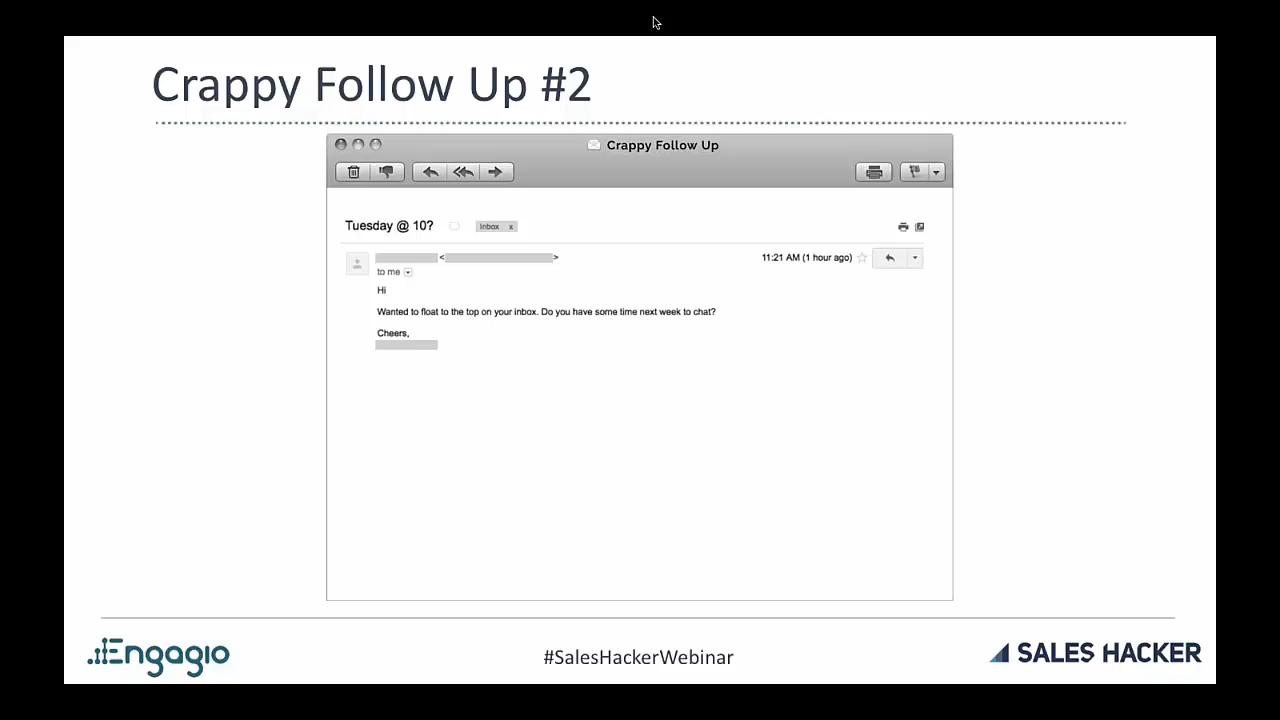 Crappy Follow Up #2
Crappy Follow Up
Tuesday @ 10?
Inbox x
< >
11:21 AM (1 hour ago)
to me
Hi
Wanted to float to the top on your inbox. Do you have some time next week to chat?
Cheers,
Engagio
#SalesHackerWebinar
SALES HACKER